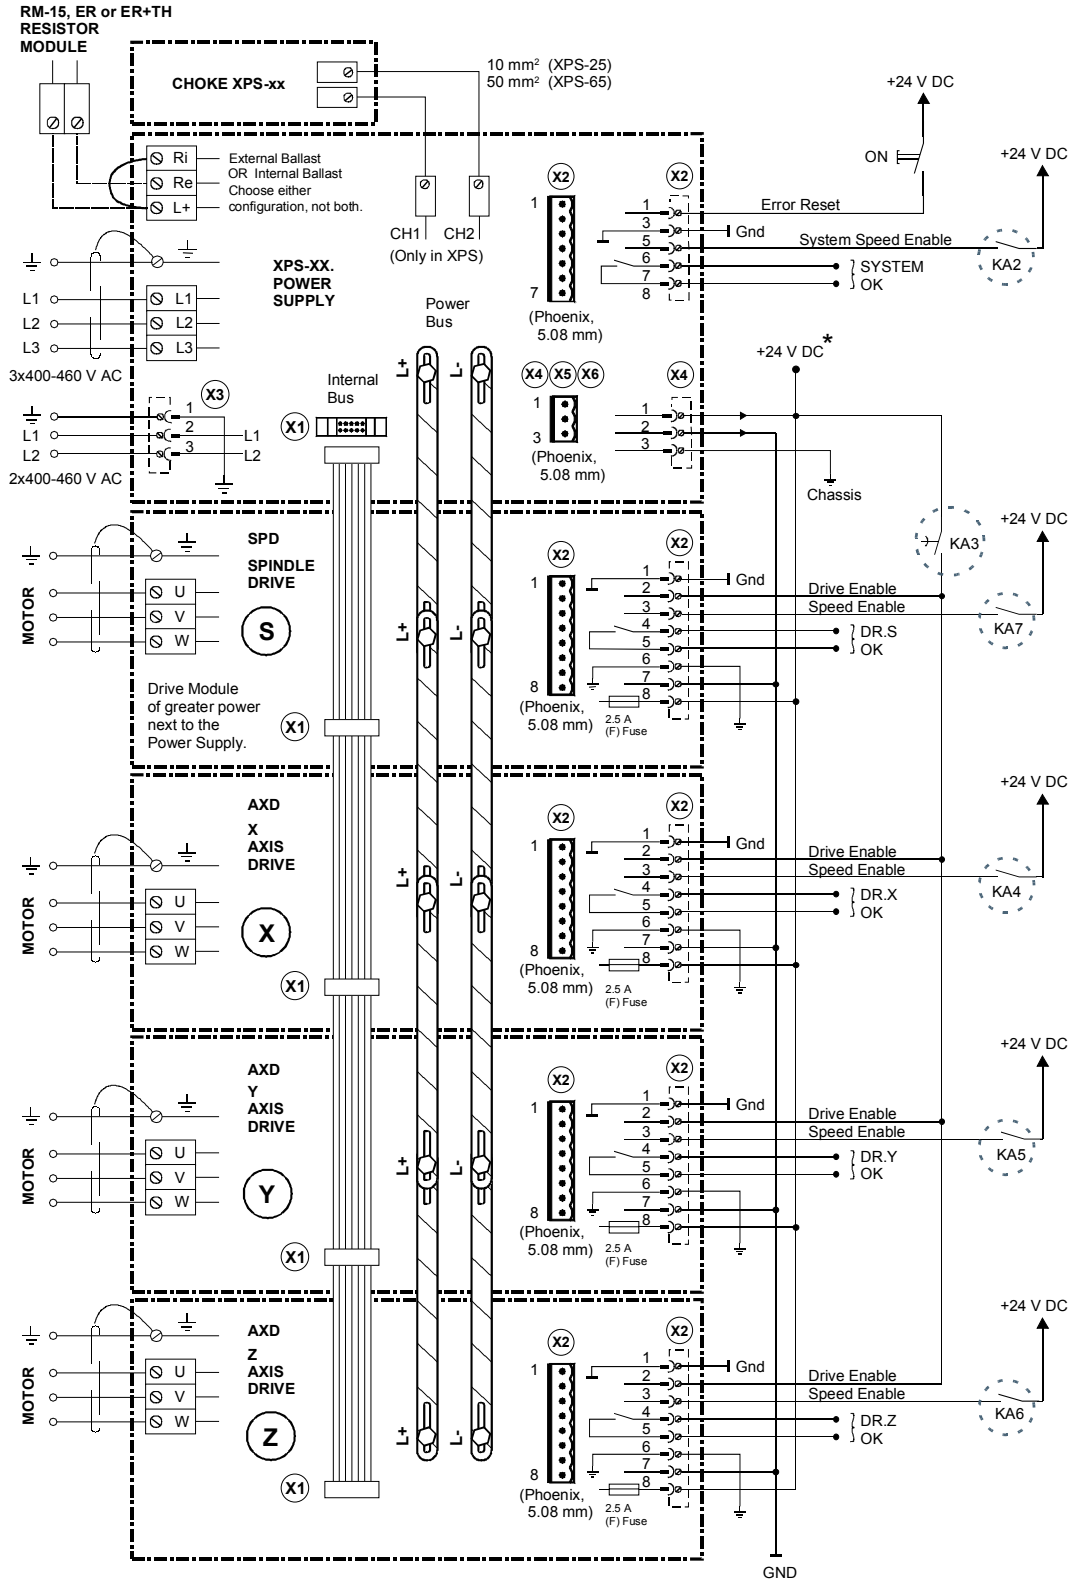 RM-15, ER or ER+TH
RESISTOR
MODULE
CHOKE XPS-xx
10 mm² (XPS-25)
50 mm² (XPS-65)
+24 V DC
ON
+24 V DC
Ri
Re
L+
External Ballast
OR Internal Ballast
Choose either
configuration, not both.
CH1 CH2
(Only in XPS)
XPS-XX.
POWER
SUPPLY
L1 L1
L2 L2
L3 L3
3x400-460 V AC
X3
1
L1 2 L1
L2 3 L2
2x400-460 V AC
Power
Bus
Internal
Bus
X1
L+ L-
X2
1
7
(Phoenix,
5.08 mm)
X2
1 Error Reset
3 Gnd
5 System Speed Enable
KA2
6 SYSTEM
7 OK
8
+24 V DC*
X4 X5 X6
1
3
(Phoenix,
5.08 mm)
X4
1
2
3
Chassis
KA3
MOTOR
U
V
W
SPD
SPINDLE
DRIVE
S
Drive Module
of greater power
next to the
Power Supply.
X1
L+ L-
X2
1
8
(Phoenix,
5.08 mm)
X2
1 Gnd
2 Drive Enable
3 Speed Enable
4 DR.S
5 OK
6
7
8
2.5 A
(F) Fuse
+24 V DC
KA7
MOTOR
U
V
W
AXD
X
AXIS
DRIVE
X
X1
L+ L-
X2
1
8
(Phoenix,
5.08 mm)
X2
1 Gnd
2 Drive Enable
3 Speed Enable
4 DR.X
5 OK
6
7
8
2.5 A
(F) Fuse
+24 V DC
KA4
MOTOR
U
V
W
AXD
Y
AXIS
DRIVE
Y
X1
L+ L-
X2
1
8
(Phoenix,
5.08 mm)
X2
1 Gnd
2 Drive Enable
3 Speed Enable
4 DR.Y
5 OK
6
7
8
2.5 A
(F) Fuse
+24 V DC
KA5
MOTOR
U
V
W
AXD
Z
AXIS
DRIVE
Z
X1
L+ L-
X2
1
8
(Phoenix,
5.08 mm)
X2
1 Gnd
2 Drive Enable
3 Speed Enable
4 DR.Z
5 OK
6
7
8
2.5 A
(F) Fuse
+24 V DC
KA6
GND